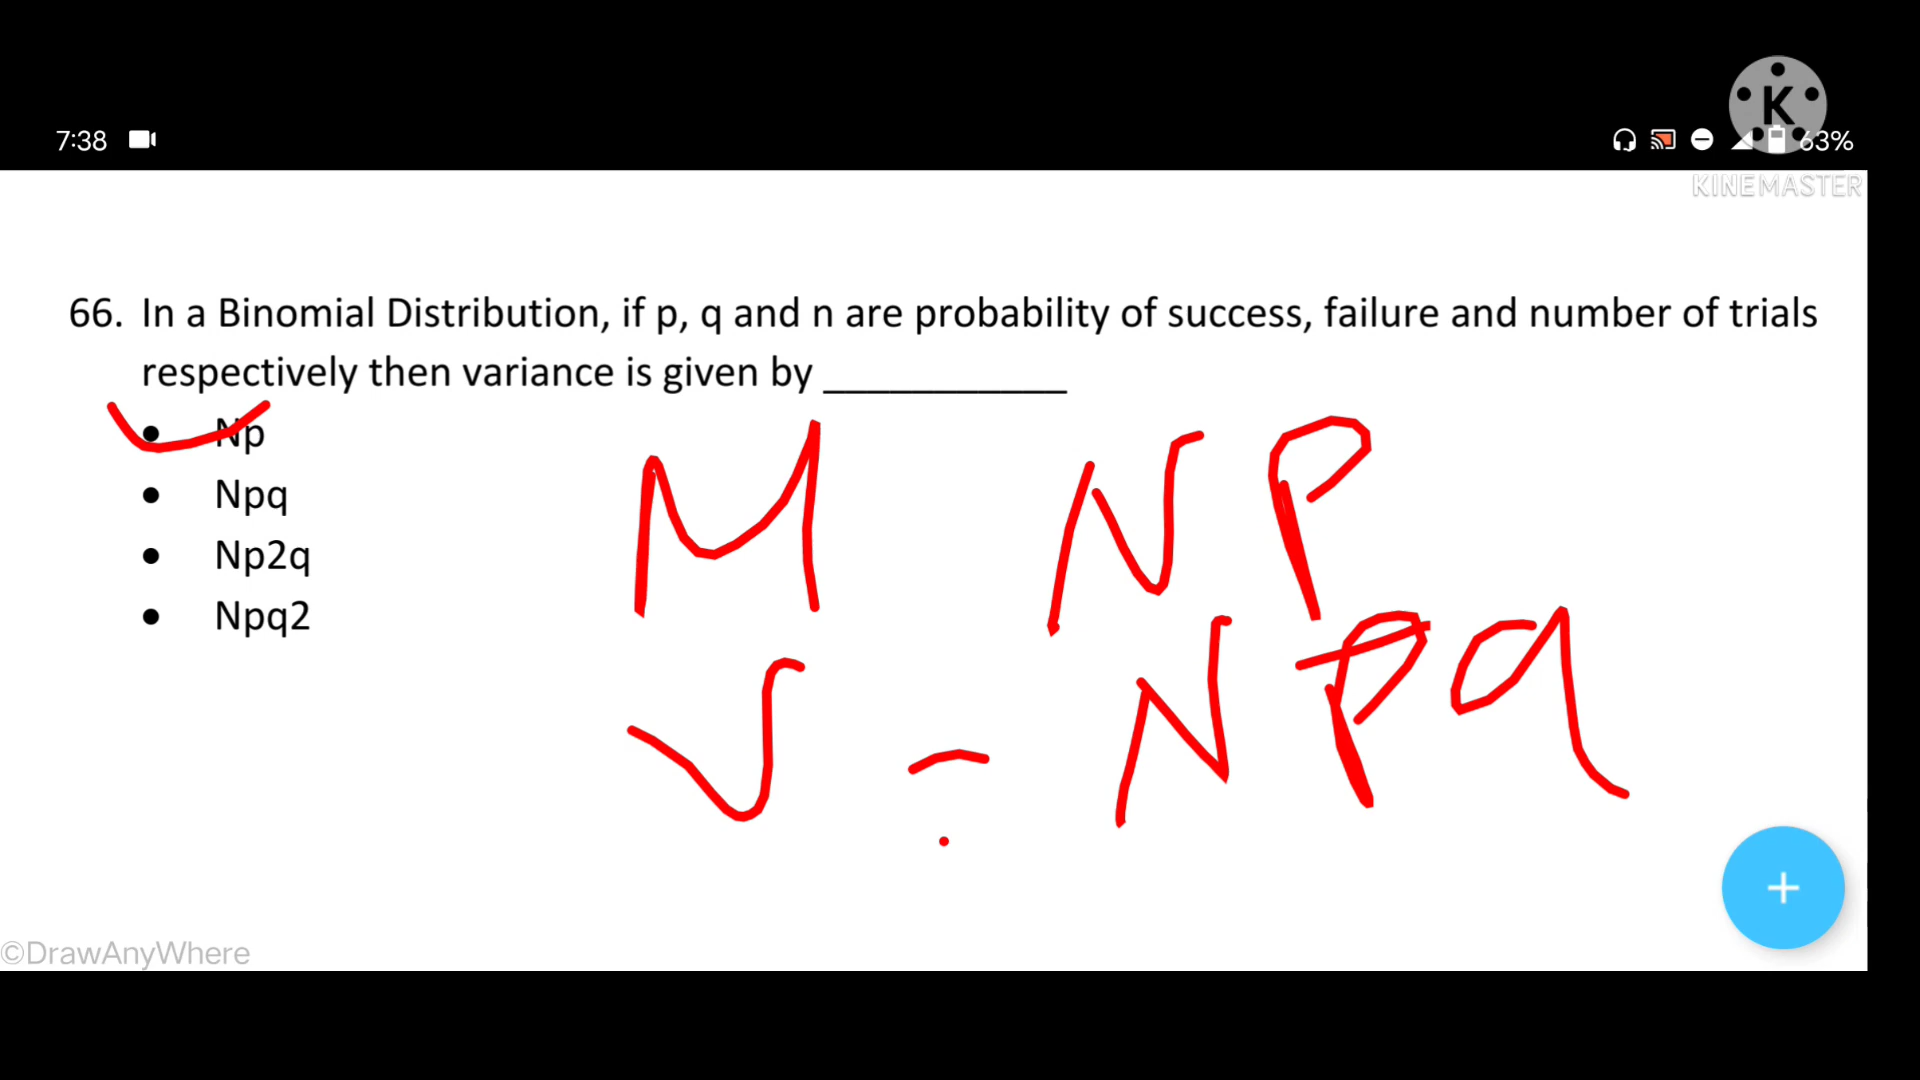 7:38
63%
K
KINEMASTER
66. In a Binomial Distribution, if p, q and n are probability of success, failure and number of trials
respectively then variance is given by ___________
• Np
• Npq
• Np2q
• Npq2
M NP
V = Npq
+
©DrawAnyWhere